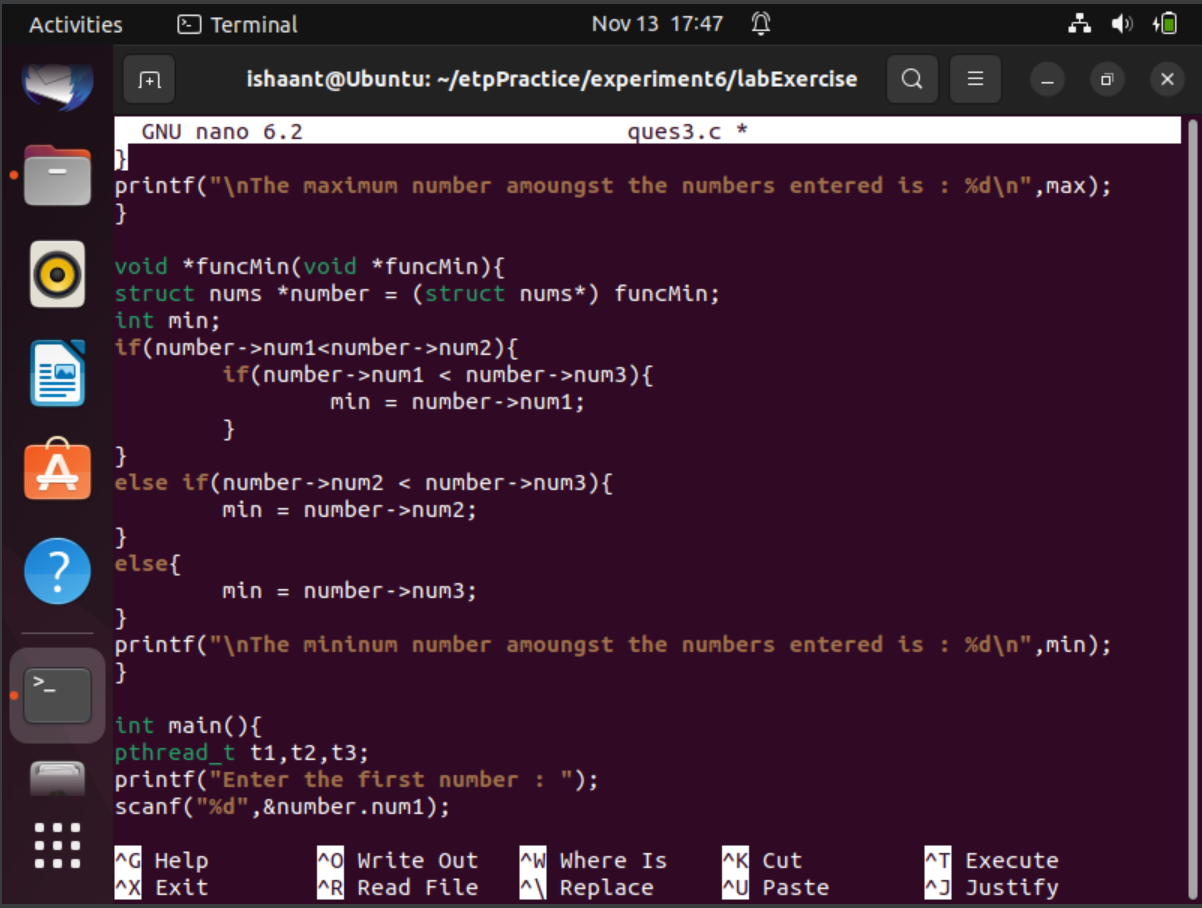 Activities Terminal Nov 13 17:47
ishaant@Ubuntu: ~/etpPractice/experiment6/labExercise
GNU nano 6.2 ques3.c *
}
printf("\nThe maximum number amoungst the numbers entered is : %d\n",max);
}
void *funcMin(void *funcMin){
struct nums *number = (struct nums*) funcMin;
int min;
if(number->num1<number->num2){
if(number->num1 < number->num3){
min = number->num1;
}
}
else if(number->num2 < number->num3){
min = number->num2;
}
else{
min = number->num3;
}
printf("\nThe mininum number amoungst the numbers entered is : %d\n",min);
}
int main(){
pthread_t t1,t2,t3;
printf("Enter the first number : ");
scanf("%d",&number.num1);
^G Help ^O Write Out ^W Where Is ^K Cut ^T Execute
^X Exit ^R Read File ^\ Replace ^U Paste ^J Justify